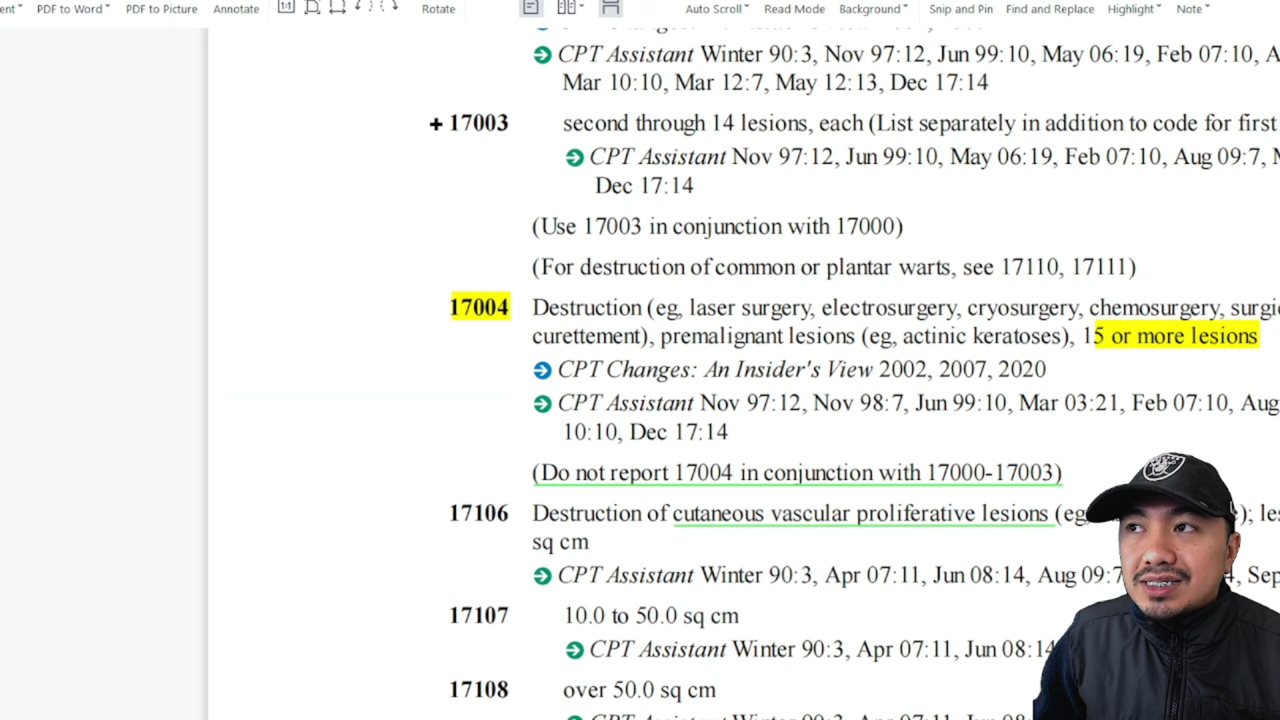 PDF to Word PDF to Picture Annotate Rotate Auto Scroll Read Mode Background Snip and Pin Find and Replace Highlight Note
CPT Assistant Winter 90:3, Nov 97:12, Jun 99:10, May 06:19, Feb 07:10,
Mar 10:10, Mar 12:7, May 12:13, Dec 17:14
+ 17003 second through 14 lesions, each (List separately in addition to code for first
CPT Assistant Nov 97:12, Jun 99:10, May 06:19, Feb 07:10, Aug 09:7,
Dec 17:14
(Use 17003 in conjunction with 17000)
(For destruction of common or plantar warts, see 17110, 17111)
17004 Destruction (eg, laser surgery, electrosurgery, cryosurgery, chemosurgery,
curettement), premalignant lesions (eg, actinic keratoses), 15 or more lesions
CPT Changes: An Insider's View 2002, 2007, 2020
CPT Assistant Nov 97:12, Nov 98:7, Jun 99:10, Mar 03:21, Feb 07:10, Aug
10:10, Dec 17:14
(Do not report 17004 in conjunction with 17000-17003)
17106 Destruction of cutaneous vascular proliferative lesions (eg,
sq cm
CPT Assistant Winter 90:3, Apr 07:11, Jun 08:14, Aug 09:7
17107 10.0 to 50.0 sq cm
CPT Assistant Winter 90:3, Apr 07:11, Jun 08:14
17108 over 50.0 sq cm